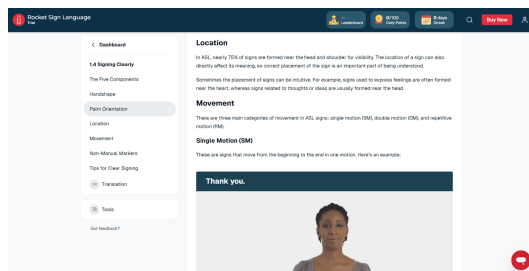 Rocket Sign Language
Trial
--
Leaderboard
0/100
Daily Points
0 days
Streak
Buy Now
Dashboard
1.4 Signing Clearly
The Five Components
Handshape
Palm Orientation
Location
Movement
Non-Manual Markers
Tips for Clear Signing
Translation
Tools
Got feedback?
Location
In ASL, nearly 75% of signs are formed near the head and shoulder for visibility. The location of a sign can also
directly affect its meaning, so correct placement of the sign is an important part of being understood.
Sometimes the placement of signs can be intuitive. For example, signs used to express feelings are often formed
near the heart, whereas signs related to thoughts or ideas are usually formed near the head.
Movement
There are three main categories of movement in ASL signs: single motion (SM), double motion (DM), and repetitive
motion (RM).
Single Motion (SM)
These are signs that move from the beginning to the end in one motion. Here's an example:
Thank you.